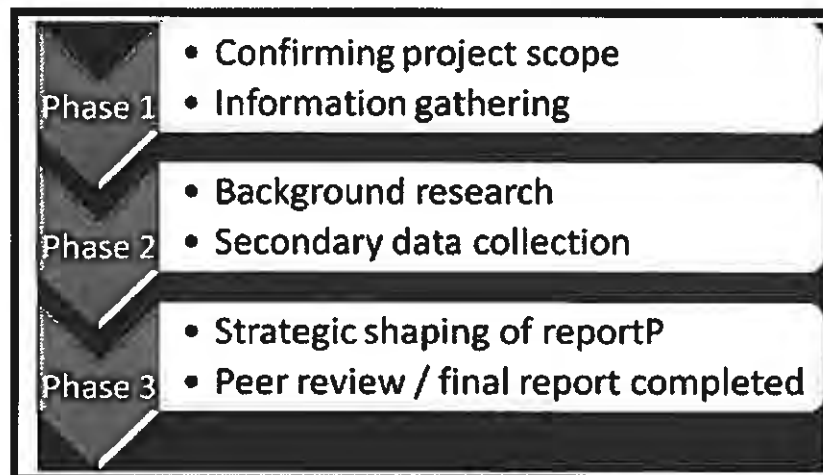 • Confirming project scope
Phase 1
• Information gathering
• Background research
Phase 2
• Secondary data collection
• Strategic shaping of reportP
Phase 3
• Peer review / final report completed